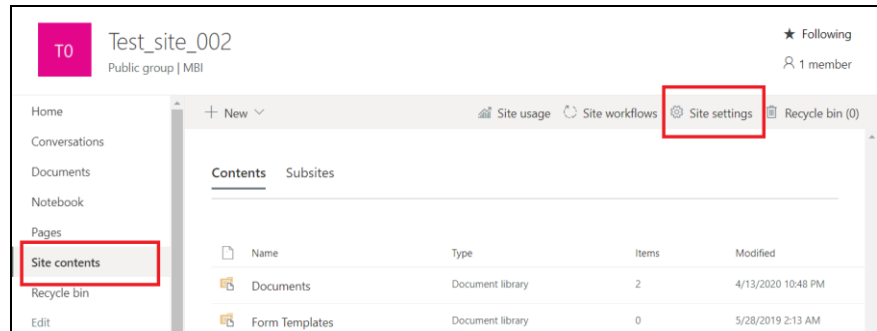 T0
Test_site_002
Public group | MBI
★ Following
1 member
Home
Conversations
Documents
Notebook
Pages
Site contents
Recycle bin
Edit
+ New
Site usage
Site workflows
Site settings
Recycle bin (0)
Contents Subsites
Name Type Items Modified
Documents Document library 2 4/13/2020 10:48 PM
Form Templates Document library 0 5/28/2019 2:13 AM